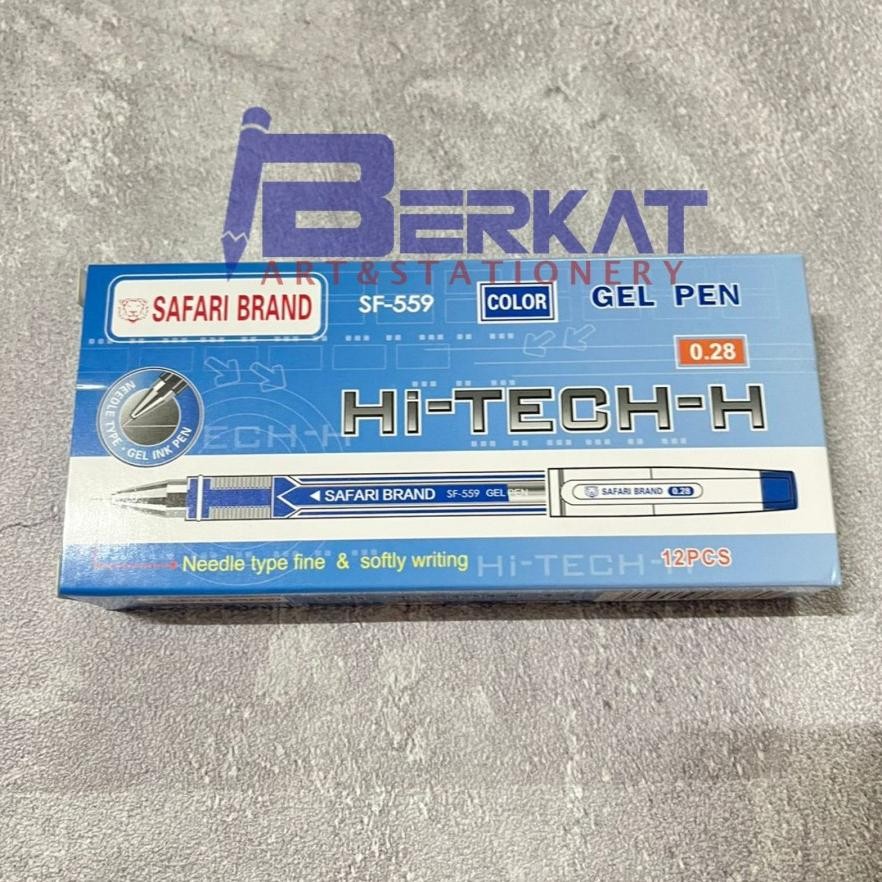 BERKAT
ART&STATIONERY
SAFARI BRAND SF-559 COLOR GEL PEN
0.28
Hi-TECH-H
NEEDLE TYPE · GEL INK PEN
ECH-H
SAFARI BRAND SF-559 GEL PEN SAFARI BRAND 0.28
Needle type fine & softly writing Hi-TECH-H 12PCS